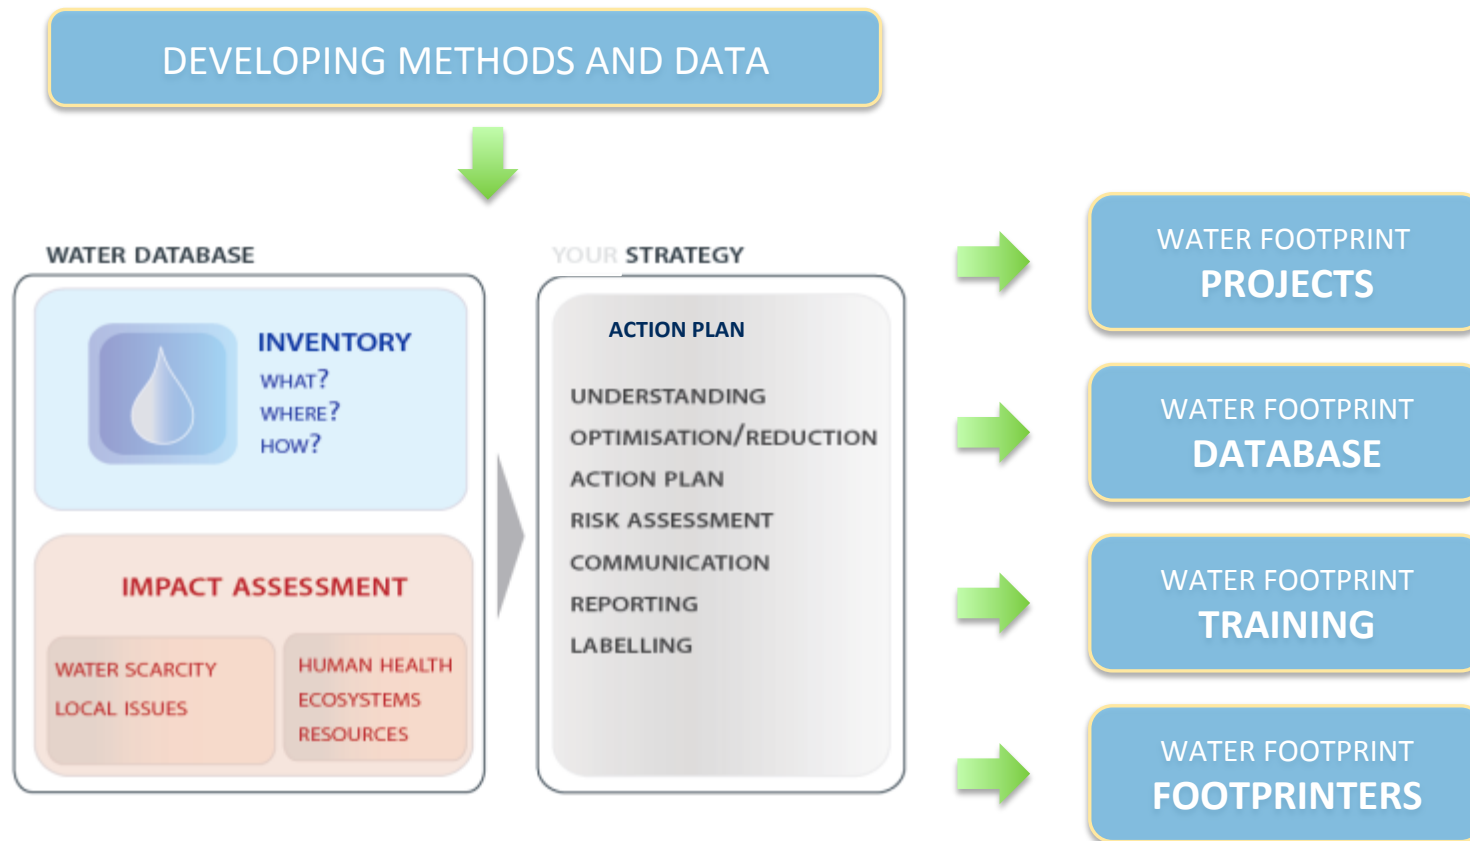 DEVELOPING METHODS AND DATA
WATER DATABASE
INVENTORY
WHAT?
WHERE?
HOW?
IMPACT ASSESSMENT
WATER SCARCITY
LOCAL ISSUES
HUMAN HEALTH
ECOSYSTEMS
RESOURCES
YOUR STRATEGY
ACTION PLAN
UNDERSTANDING
OPTIMISATION/REDUCTION
ACTION PLAN
RISK ASSESSMENT
COMMUNICATION
REPORTING
LABELLING
WATER FOOTPRINT
PROJECTS
WATER FOOTPRINT
DATABASE
WATER FOOTPRINT
TRAINING
WATER FOOTPRINT
FOOTPRINTERS